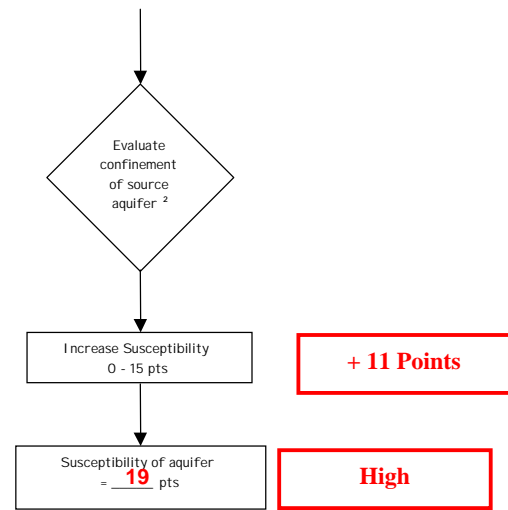 Evaluate
confinement
of source
aquifer ²
Increase Susceptibility
0 - 15 pts
+ 11 Points
Susceptibility of aquifer
= 19 pts
High